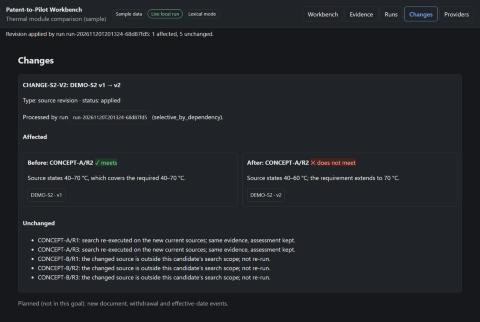 Patent-to-Pilot Workbench
Thermal module comparison (sample)
Sample data
Live local run
Lexical mode
Workbench
Evidence
Runs
Changes
Providers
Revision applied by run run-20261120T201324-68d87fd5: 1 affected, 5 unchanged.
Changes
CHANGE-S2-V2: DEMO-S2 v1 → v2
Type: source revision · status: applied
Processed by run run-20261120T201324-68d87fd5 (selective_by_dependency).
Affected
Before: CONCEPT-A/R2 ✓ meets
Source states 40–70 °C, which covers the required 40–70 °C.
DEMO-S2 · v1
After: CONCEPT-A/R2 ✕ does not meet
Source states 40–60 °C; the requirement extends to 70 °C.
DEMO-S2 · v2
Unchanged
• CONCEPT-A/R1: search re-executed on the new current sources; same evidence, assessment kept.
• CONCEPT-A/R3: search re-executed on the new current sources; same evidence, assessment kept.
• CONCEPT-B/R1: the changed source is outside this candidate's search scope; not re-run.
• CONCEPT-B/R2: the changed source is outside this candidate's search scope; not re-run.
• CONCEPT-B/R3: the changed source is outside this candidate's search scope; not re-run.
Planned (not in this goal): new document, withdrawal and effective-date events.